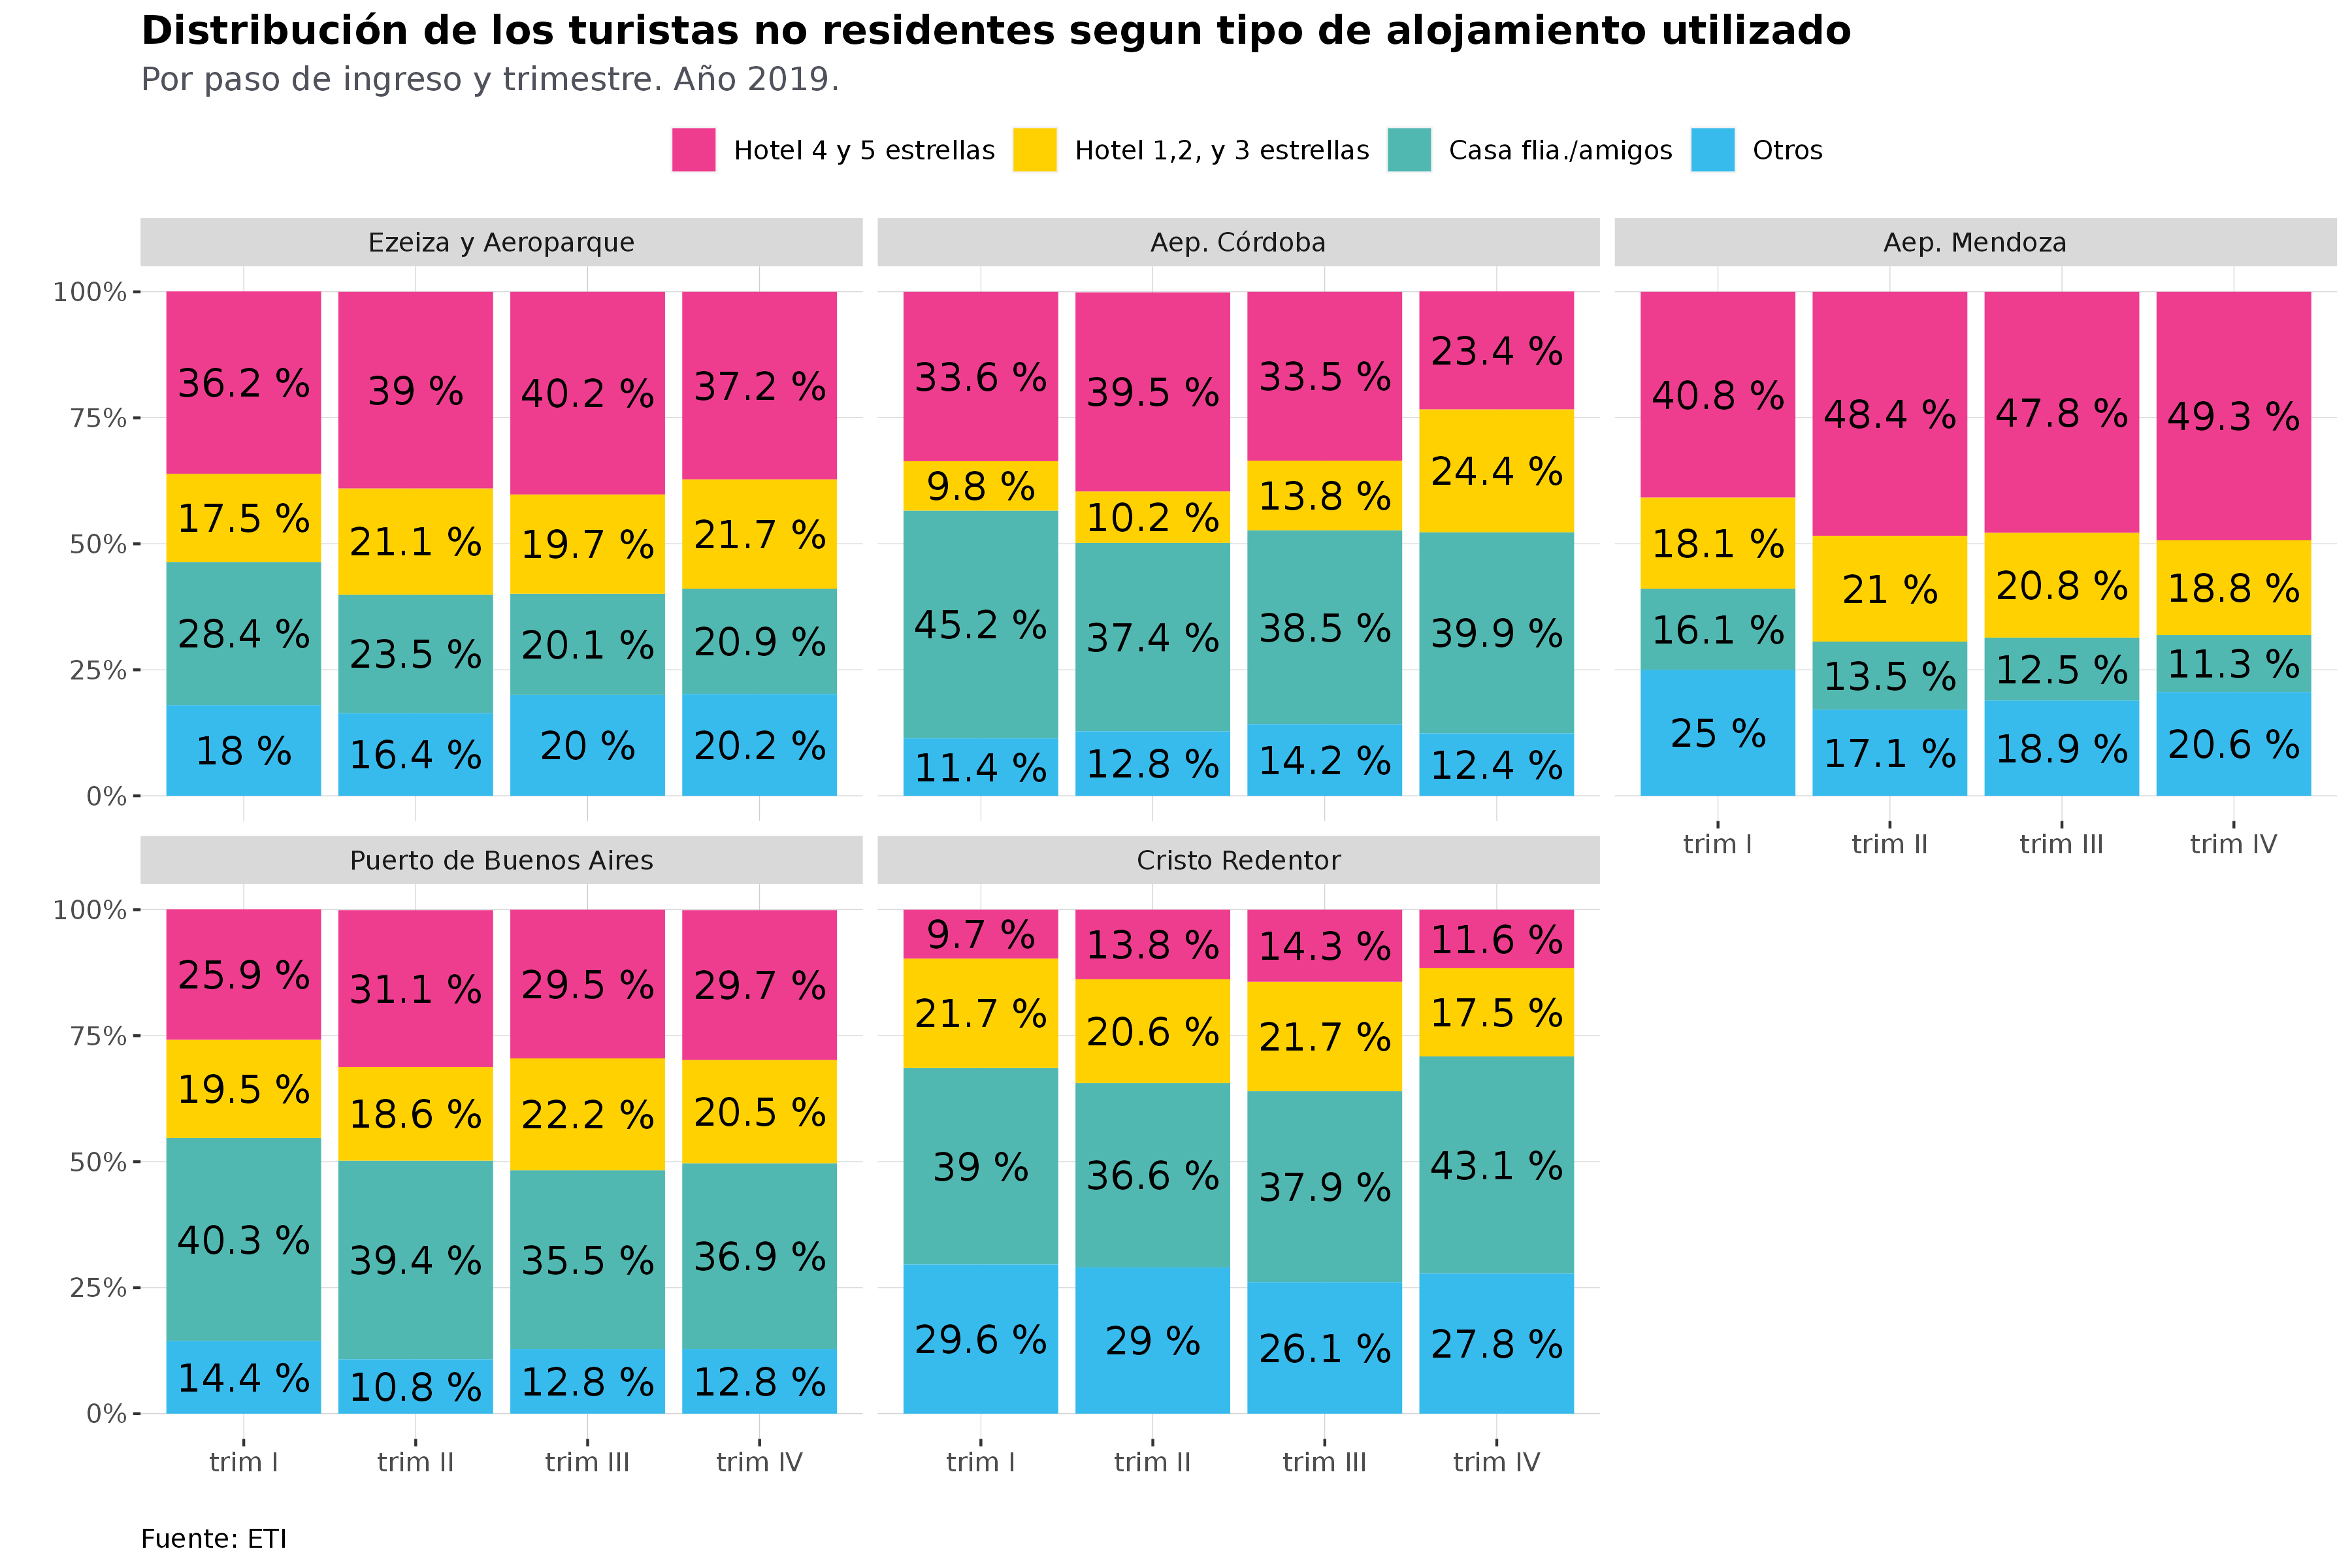 Distribución de los turistas no residentes segun tipo de alojamiento utilizado
Por paso de ingreso y trimestre. Año 2019.
Hotel 4 y 5 estrellas Hotel 1,2, y 3 estrellas Casa flia./amigos Otros
Ezeiza y Aeroparque Aep. Córdoba Aep. Mendoza
100%
75%
50%
25%
0%
36.2 % 39 % 40.2 % 37.2 %
17.5 % 21.1 % 19.7 % 21.7 %
28.4 % 23.5 % 20.1 % 20.9 %
18 % 16.4 % 20 % 20.2 %
33.6 % 39.5 % 33.5 % 23.4 %
9.8 % 10.2 % 13.8 % 24.4 %
45.2 % 37.4 % 38.5 % 39.9 %
11.4 % 12.8 % 14.2 % 12.4 %
40.8 % 48.4 % 47.8 % 49.3 %
18.1 % 21 % 20.8 % 18.8 %
16.1 % 13.5 % 12.5 % 11.3 %
25 % 17.1 % 18.9 % 20.6 %
trim I trim II trim III trim IV
Puerto de Buenos Aires Cristo Redentor
100%
75%
50%
25%
0%
25.9 % 31.1 % 29.5 % 29.7 %
19.5 % 18.6 % 22.2 % 20.5 %
40.3 % 39.4 % 35.5 % 36.9 %
14.4 % 10.8 % 12.8 % 12.8 %
9.7 % 13.8 % 14.3 % 11.6 %
21.7 % 20.6 % 21.7 % 17.5 %
39 % 36.6 % 37.9 % 43.1 %
29.6 % 29 % 26.1 % 27.8 %
trim I trim II trim III trim IV trim I trim II trim III trim IV
Fuente: ETI